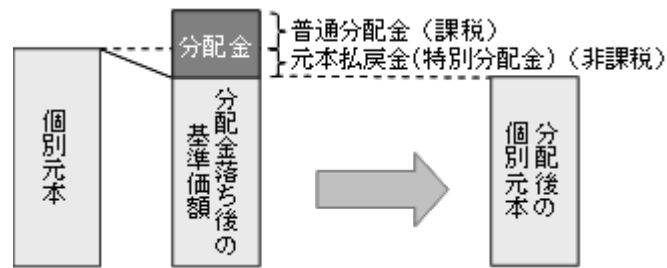 分配金
普通分配金（課税）
元本払戻金(特別分配金)（非課税）
個別元本
分配金落ち後の
基準価額
分配後の
個別元本